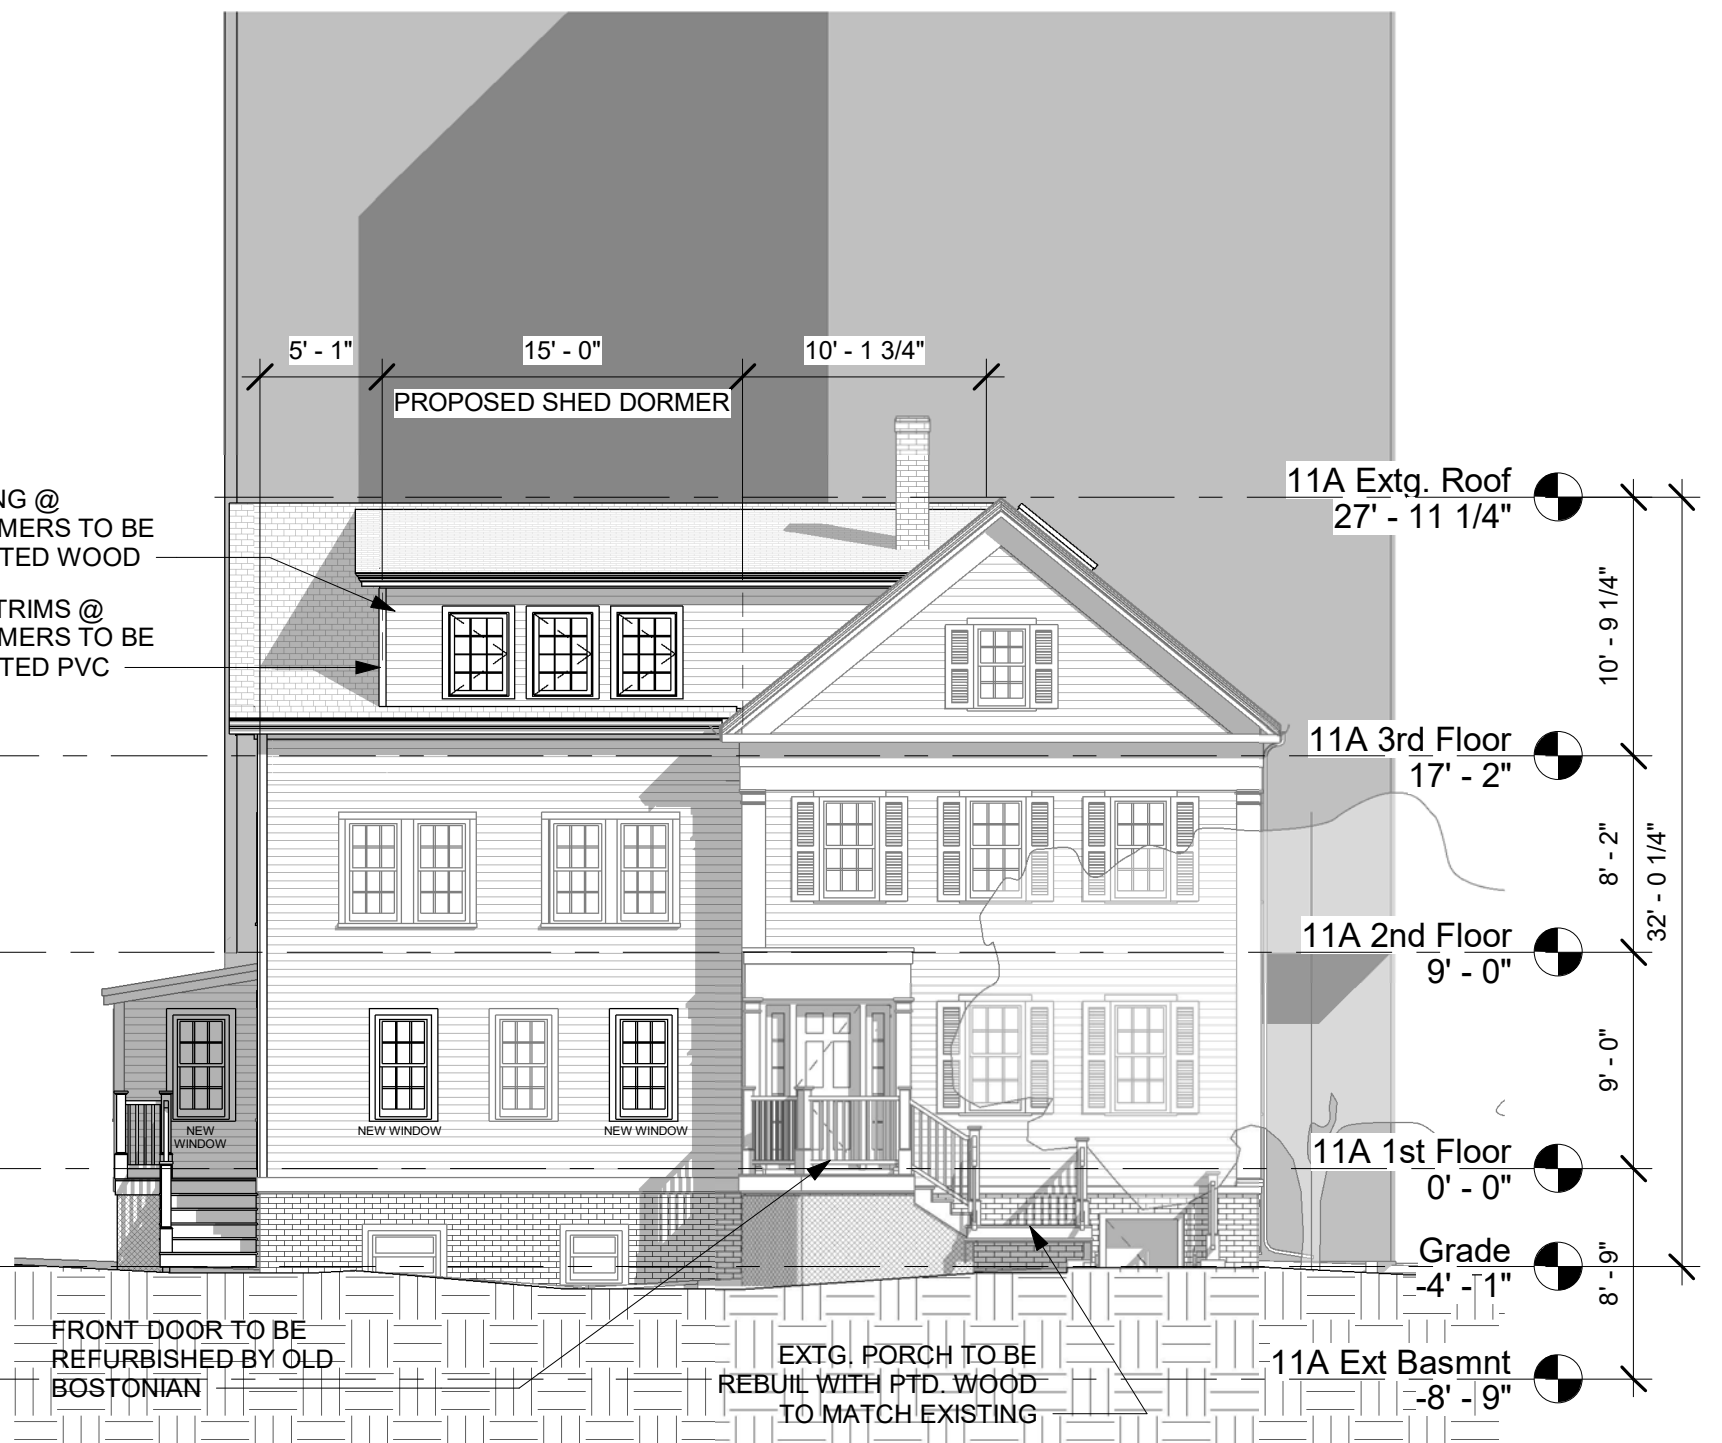 5' - 1"
15' - 0"
10' - 1 3/4"
PROPOSED SHED DORMER
NG @
MERS TO BE
TED WOOD
TRIMS @
MERS TO BE
TED PVC
11A Extg. Roof
27' - 11 1/4"
10' - 9 1/4"
11A 3rd Floor
17' - 2"
8' - 2"
32' - 0 1/4"
11A 2nd Floor
9' - 0"
9' - 0"
NEW
WINDOW
NEW WINDOW
NEW WINDOW
11A 1st Floor
0' - 0"
Grade
-4' - 1"
8' - 9"
FRONT DOOR TO BE
REFURBISHED BY OLD
BOSTONIAN
EXTG. PORCH TO BE
REBUIL WITH PTD. WOOD
TO MATCH EXISTING
11A Ext Basmnt
-8' - 9"